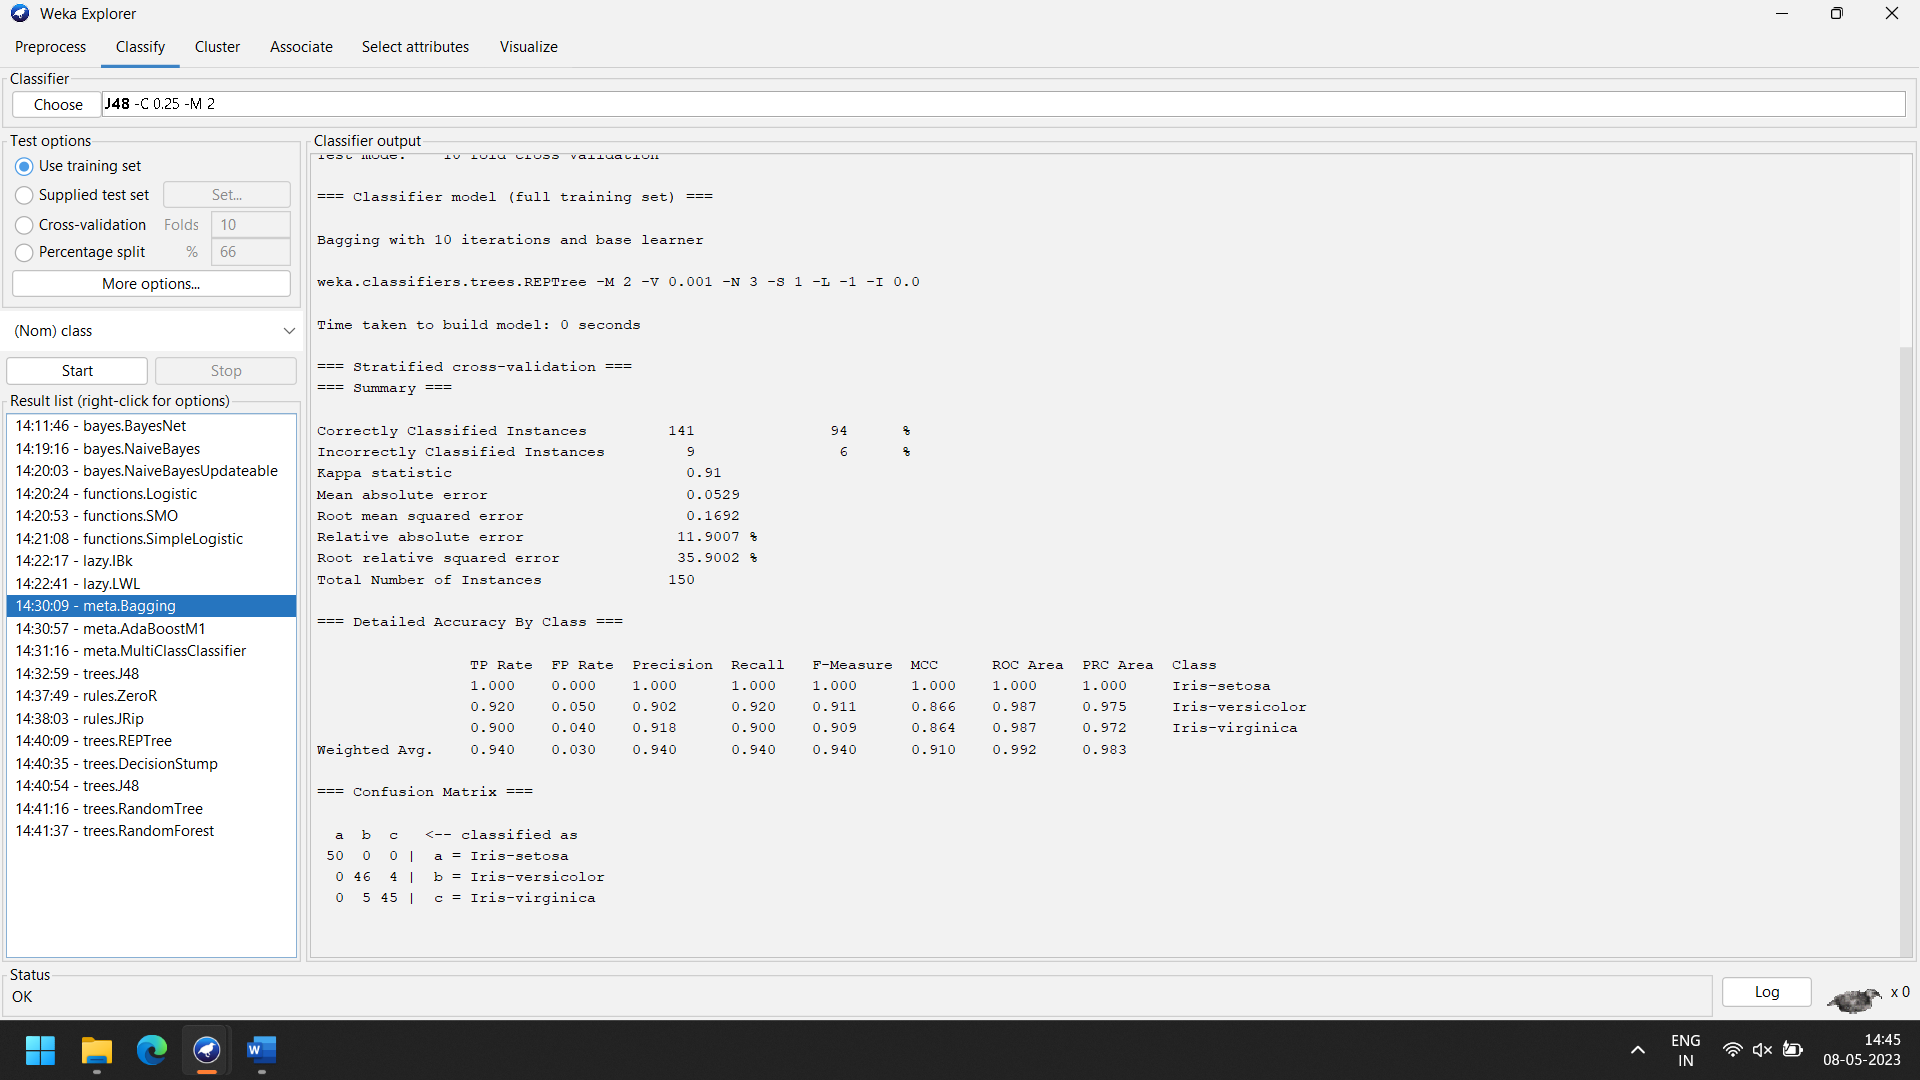 Weka Explorer
Preprocess Classify Cluster Associate Select attributes Visualize
Classifier
Choose J48 -C 0.25 -M 2
Test options
Use training set
Supplied test set Set...
Cross-validation Folds 10
Percentage split % 66
More options...
(Nom) class
Start Stop
Result list (right-click for options)
14:11:46 - bayes.BayesNet
14:19:16 - bayes.NaiveBayes
14:20:03 - bayes.NaiveBayesUpdateable
14:20:24 - functions.Logistic
14:20:53 - functions.SMO
14:21:08 - functions.SimpleLogistic
14:22:17 - lazy.IBk
14:22:41 - lazy.LWL
14:30:09 - meta.Bagging
14:30:57 - meta.AdaBoostM1
14:31:16 - meta.MultiClassClassifier
14:32:59 - trees.J48
14:37:49 - rules.ZeroR
14:38:03 - rules.JRip
14:40:09 - trees.REPTree
14:40:35 - trees.DecisionStump
14:40:54 - trees.J48
14:41:16 - trees.RandomTree
14:41:37 - trees.RandomForest
Classifier output
Test mode: 10 fold cross validation
=== Classifier model (full training set) ===
Bagging with 10 iterations and base learner
weka.classifiers.trees.REPTree -M 2 -V 0.001 -N 3 -S 1 -L -1 -I 0.0
Time taken to build model: 0 seconds
=== Stratified cross-validation ===
=== Summary ===
Correctly Classified Instances 141 94 %
Incorrectly Classified Instances 9 6 %
Kappa statistic 0.91
Mean absolute error 0.0529
Root mean squared error 0.1692
Relative absolute error 11.9007 %
Root relative squared error 35.9002 %
Total Number of Instances 150
=== Detailed Accuracy By Class ===
TP Rate FP Rate Precision Recall F-Measure MCC ROC Area PRC Area Class
1.000 0.000 1.000 1.000 1.000 1.000 1.000 1.000 Iris-setosa
0.920 0.050 0.902 0.920 0.911 0.866 0.987 0.975 Iris-versicolor
0.900 0.040 0.918 0.900 0.909 0.864 0.987 0.972 Iris-virginica
Weighted Avg. 0.940 0.030 0.940 0.940 0.940 0.910 0.992 0.983
=== Confusion Matrix ===
a b c <-- classified as
50 0 0 | a = Iris-setosa
0 46 4 | b = Iris-versicolor
0 5 45 | c = Iris-virginica
Status
OK
Log x 0
W
ENG
IN
14:45
08-05-2023